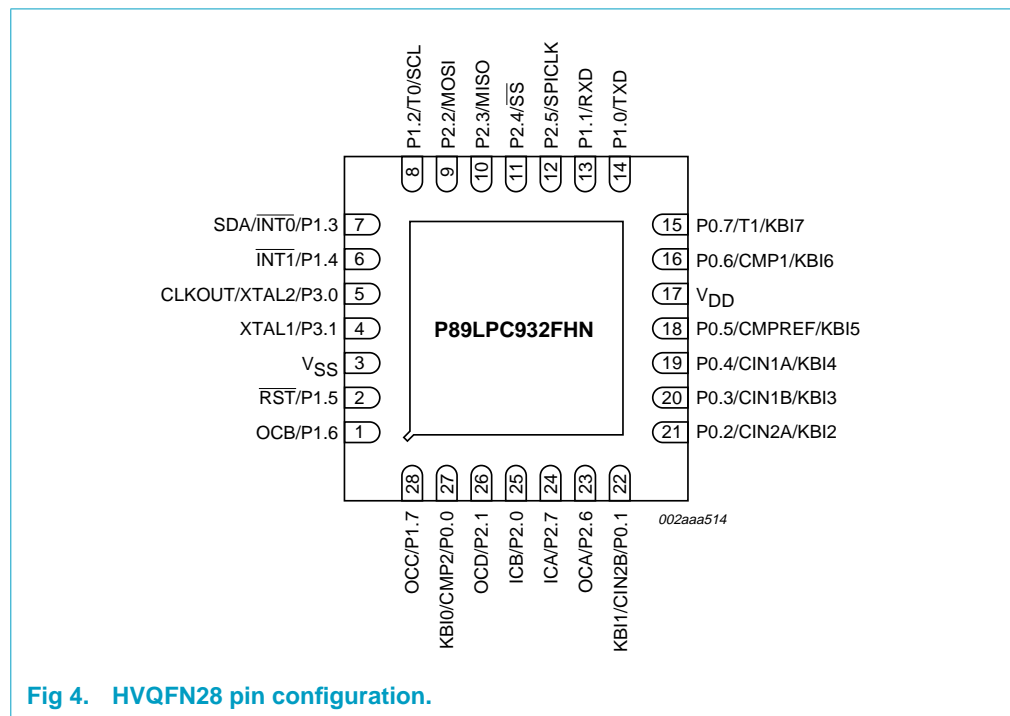 P1.2/T0/SCL
P2.2/MOSI
P2.3/MISO
P2.4/S̅S̅
P2.5/SPICLK
P1.1/RXD
P1.0/TXD
8
9
10
11
12
13
14
SDA/I̅N̅T̅0̅/P1.3 7
I̅N̅T̅1̅/P1.4 6
CLKOUT/XTAL2/P3.0 5
XTAL1/P3.1 4
VSS 3
R̅S̅T̅/P1.5 2
OCB/P1.6 1
P89LPC932FHN
15 P0.7/T1/KBI7
16 P0.6/CMP1/KBI6
17 VDD
18 P0.5/CMPREF/KBI5
19 P0.4/CIN1A/KBI4
20 P0.3/CIN1B/KBI3
21 P0.2/CIN2A/KBI2
28
27
26
25
24
23
22
OCC/P1.7
KBI0/CMP2/P0.0
OCD/P2.1
ICB/P2.0
ICA/P2.7
OCA/P2.6
KBI1/CIN2B/P0.1
002aaa514
Fig 4. HVQFN28 pin configuration.